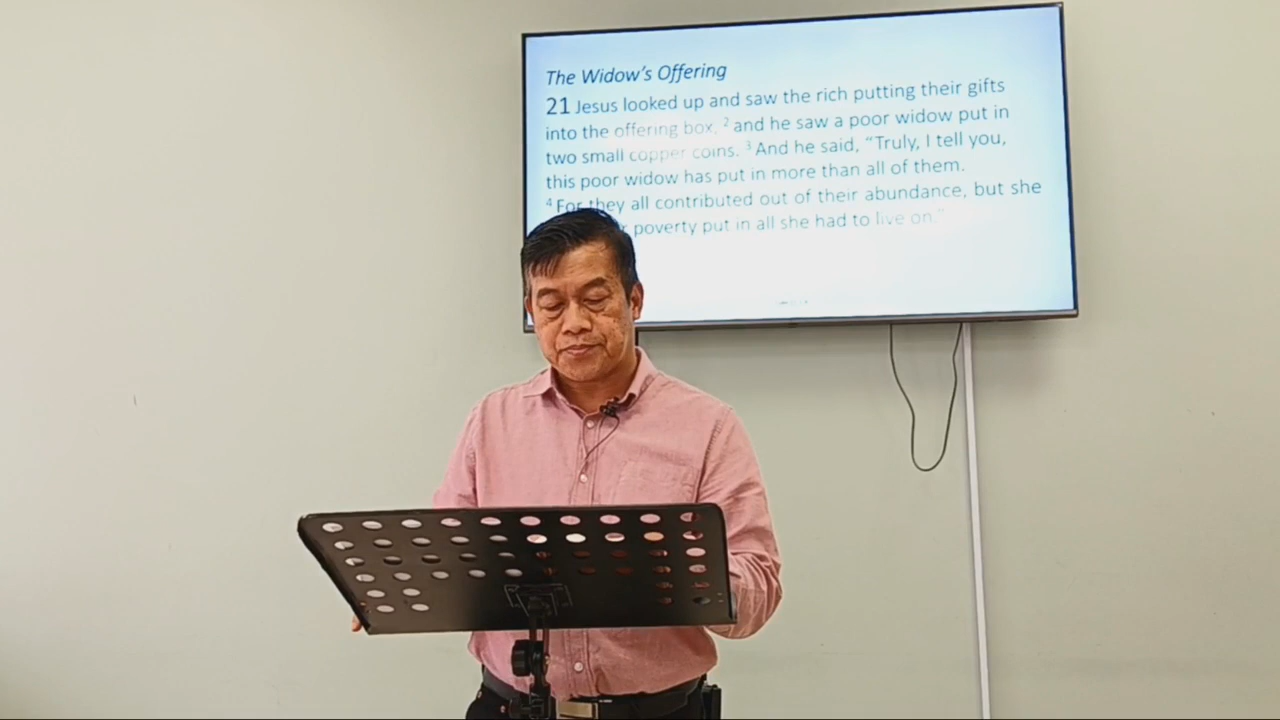 The Widow's Offering
21 Jesus looked up and saw the rich putting their gifts
into the offering box, 2 and he saw a poor widow put in
two small copper coins. 3 And he said, “Truly, I tell you,
this poor widow has put in more than all of them.
4 For they all contributed out of their abundance, but she
poverty put in all she had to live on.”